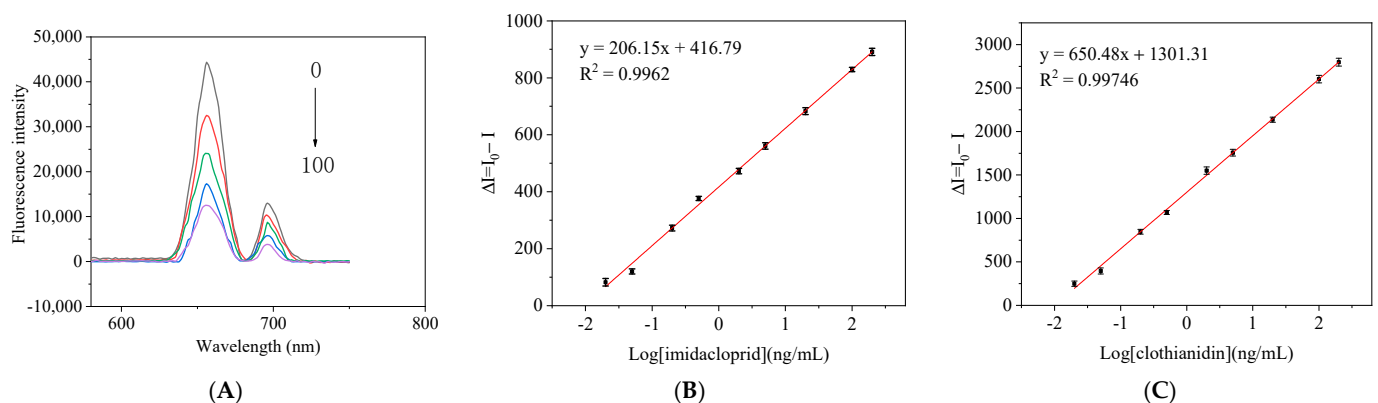 50,000
40,000
30,000
20,000
10,000
0
-10,000
600
700
800
Fluorescence intensity
Wavelength (nm)
0
100
(A)
1000
800
600
400
200
0
-2
-1
0
1
2
ΔI=I₀− I
Log[imidacloprid](ng/mL)
y = 206.15x + 416.79
R² = 0.9962
(B)
3000
2500
2000
1500
1000
500
0
-2
-1
0
1
2
ΔI=I₀− I
Log[clothianidin](ng/mL)
y = 650.48x + 1301.31
R² = 0.99746
(C)